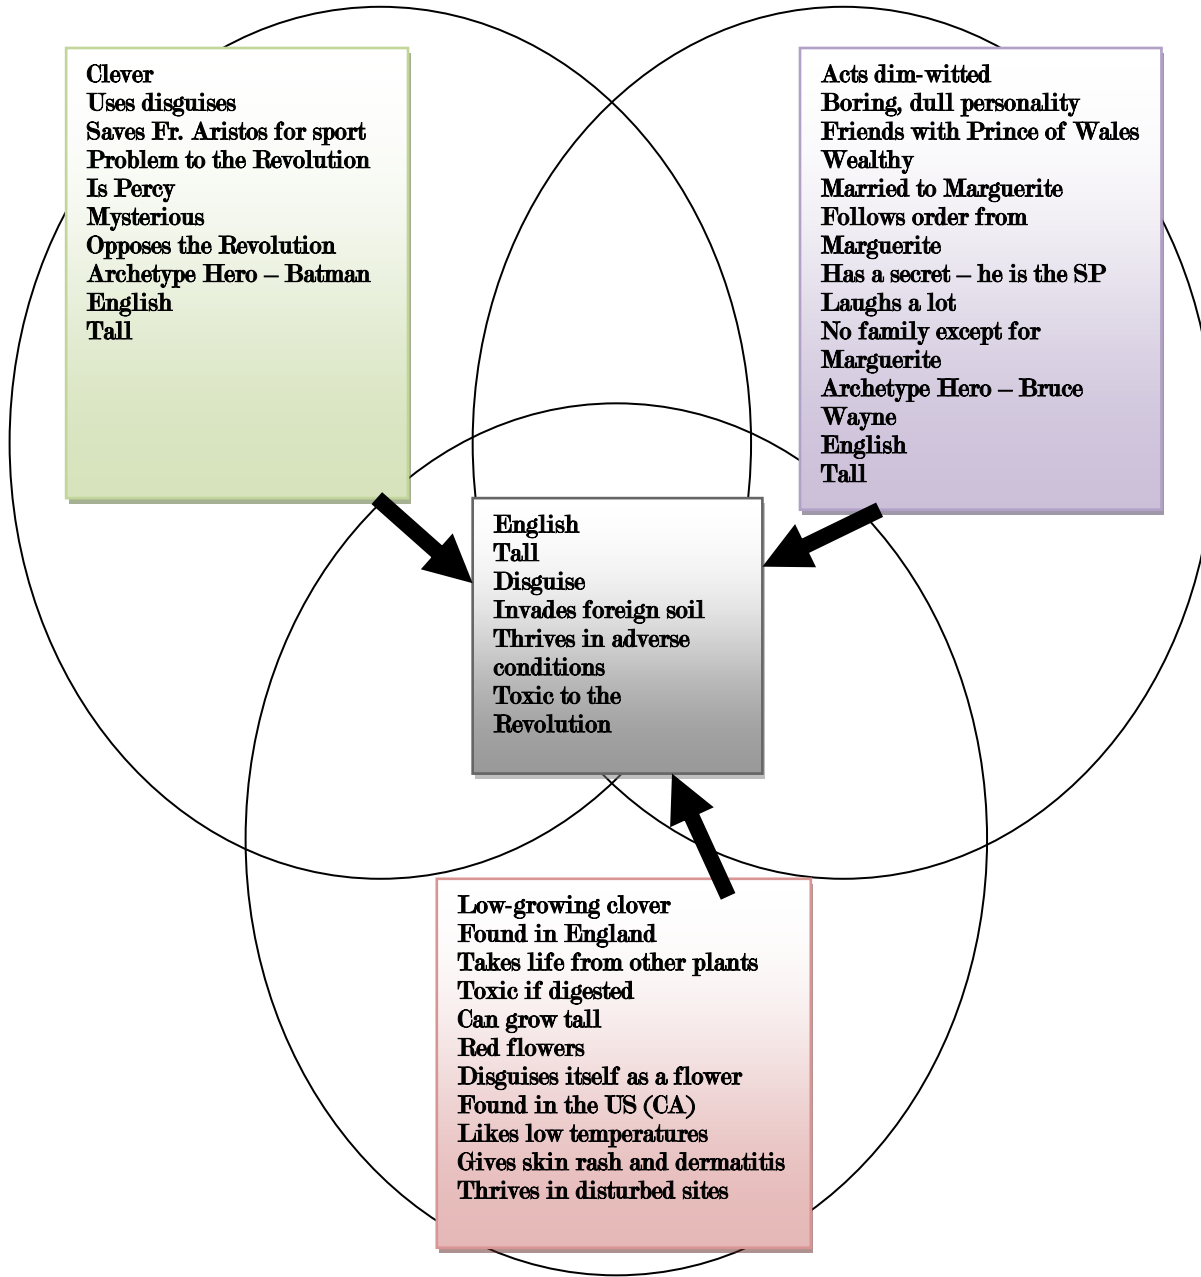 Clever
Uses disguises
Saves Fr. Aristos for sport
Problem to the Revolution
Is Percy
Mysterious
Opposes the Revolution
Archetype Hero – Batman
English
Tall
Acts dim-witted
Boring, dull personality
Friends with Prince of Wales
Wealthy
Married to Marguerite
Follows order from
Marguerite
Has a secret – he is the SP
Laughs a lot
No family except for
Marguerite
Archetype Hero – Bruce
Wayne
English
Tall
English
Tall
Disguise
Invades foreign soil
Thrives in adverse
conditions
Toxic to the
Revolution
Low-growing clover
Found in England
Takes life from other plants
Toxic if digested
Can grow tall
Red flowers
Disguises itself as a flower
Found in the US (CA)
Likes low temperatures
Gives skin rash and dermatitis
Thrives in disturbed sites